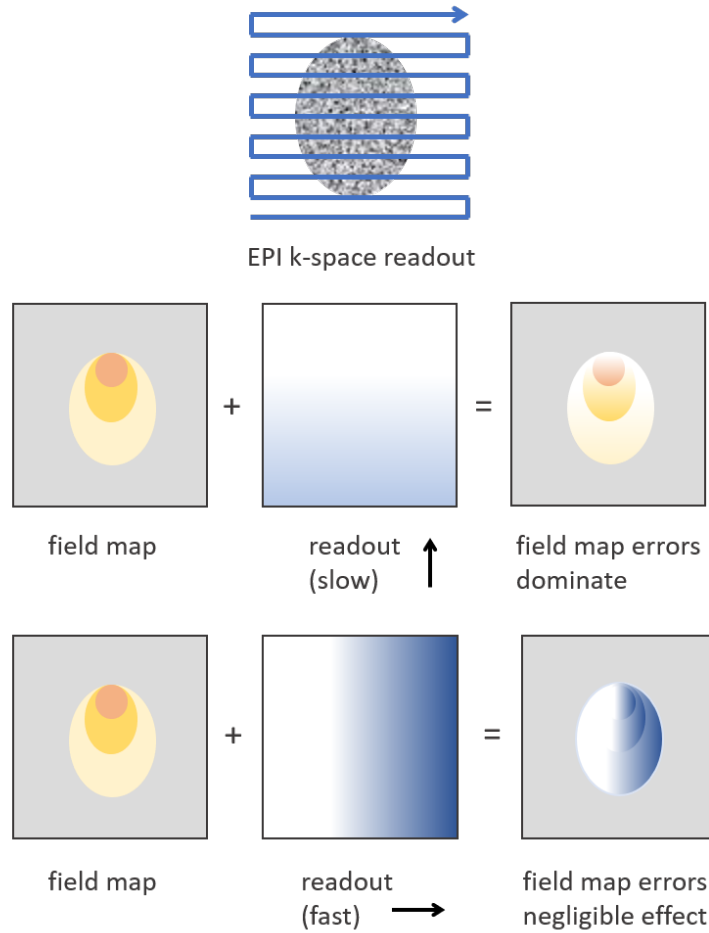 EPI k-space readout
+
=
field map
readout
(slow)
field map errors
dominate
+
=
field map
readout
(fast)
field map errors
negligible effect